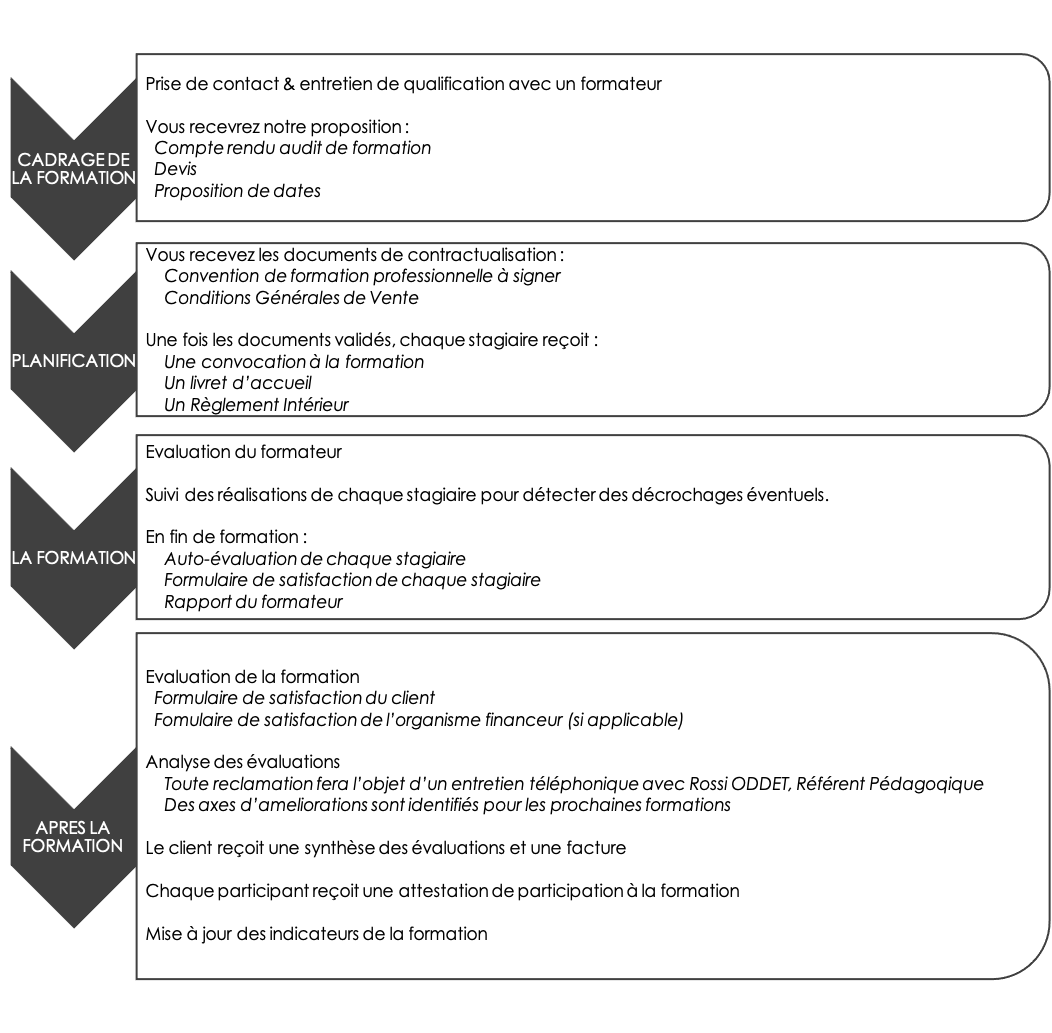 CADRAGE DE
LA FORMATION
Prise de contact & entretien de qualification avec un formateur
Vous recevrez notre proposition :
Compte rendu audit de formation
Devis
Proposition de dates
PLANIFICATION
Vous recevez les documents de contractualisation :
Convention de formation professionnelle à signer
Conditions Générales de Vente
Une fois les documents validés, chaque stagiaire reçoit :
Une convocation à la formation
Un livret d'accueil
Un Règlement Intérieur
LA FORMATION
Evaluation du formateur
Suivi des réalisations de chaque stagiaire pour détecter des décrochages éventuels.
En fin de formation :
Auto-évaluation de chaque stagiaire
Formulaire de satisfaction de chaque stagiaire
Rapport du formateur
APRES LA
FORMATION
Evaluation de la formation
Formulaire de satisfaction du client
Fomulaire de satisfaction de l'organisme financeur (si applicable)
Analyse des évaluations
Toute reclamation fera l'objet d'un entretien téléphonique avec Rossi ODDET, Référent Pédagoqique
Des axes d'ameliorations sont identifiés pour les prochaines formations
Le client reçoit une synthèse des évaluations et une facture
Chaque participant reçoit une attestation de participation à la formation
Mise à jour des indicateurs de la formation